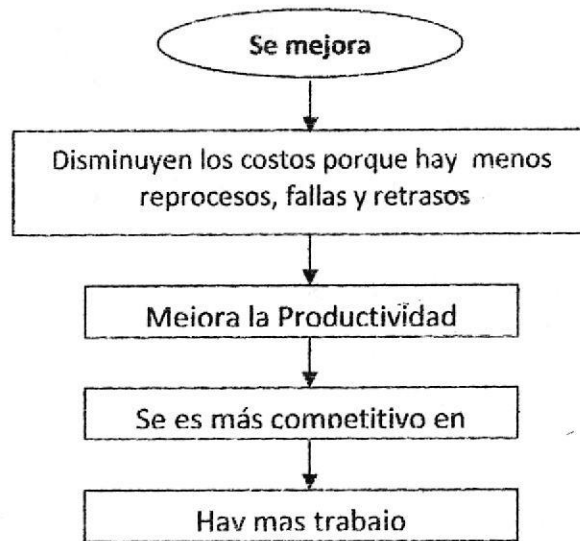 Se mejora
Disminuyen los costos porque hay menos
reprocesos, fallas y retrasos
Mejora la Productividad
Se es más competitivo en
Hay mas trabajo